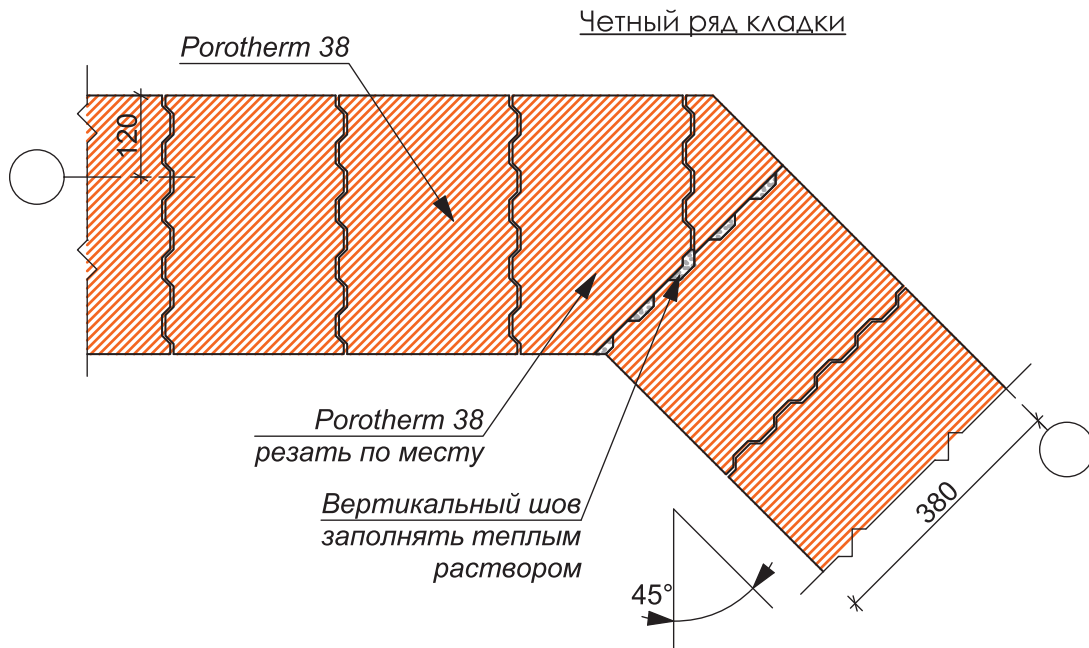 Четный ряд кладки
Porotherm 38
120
Porotherm 38
резать по месту
Вертикальный шов
заполнять теплым
раствором
380
45°